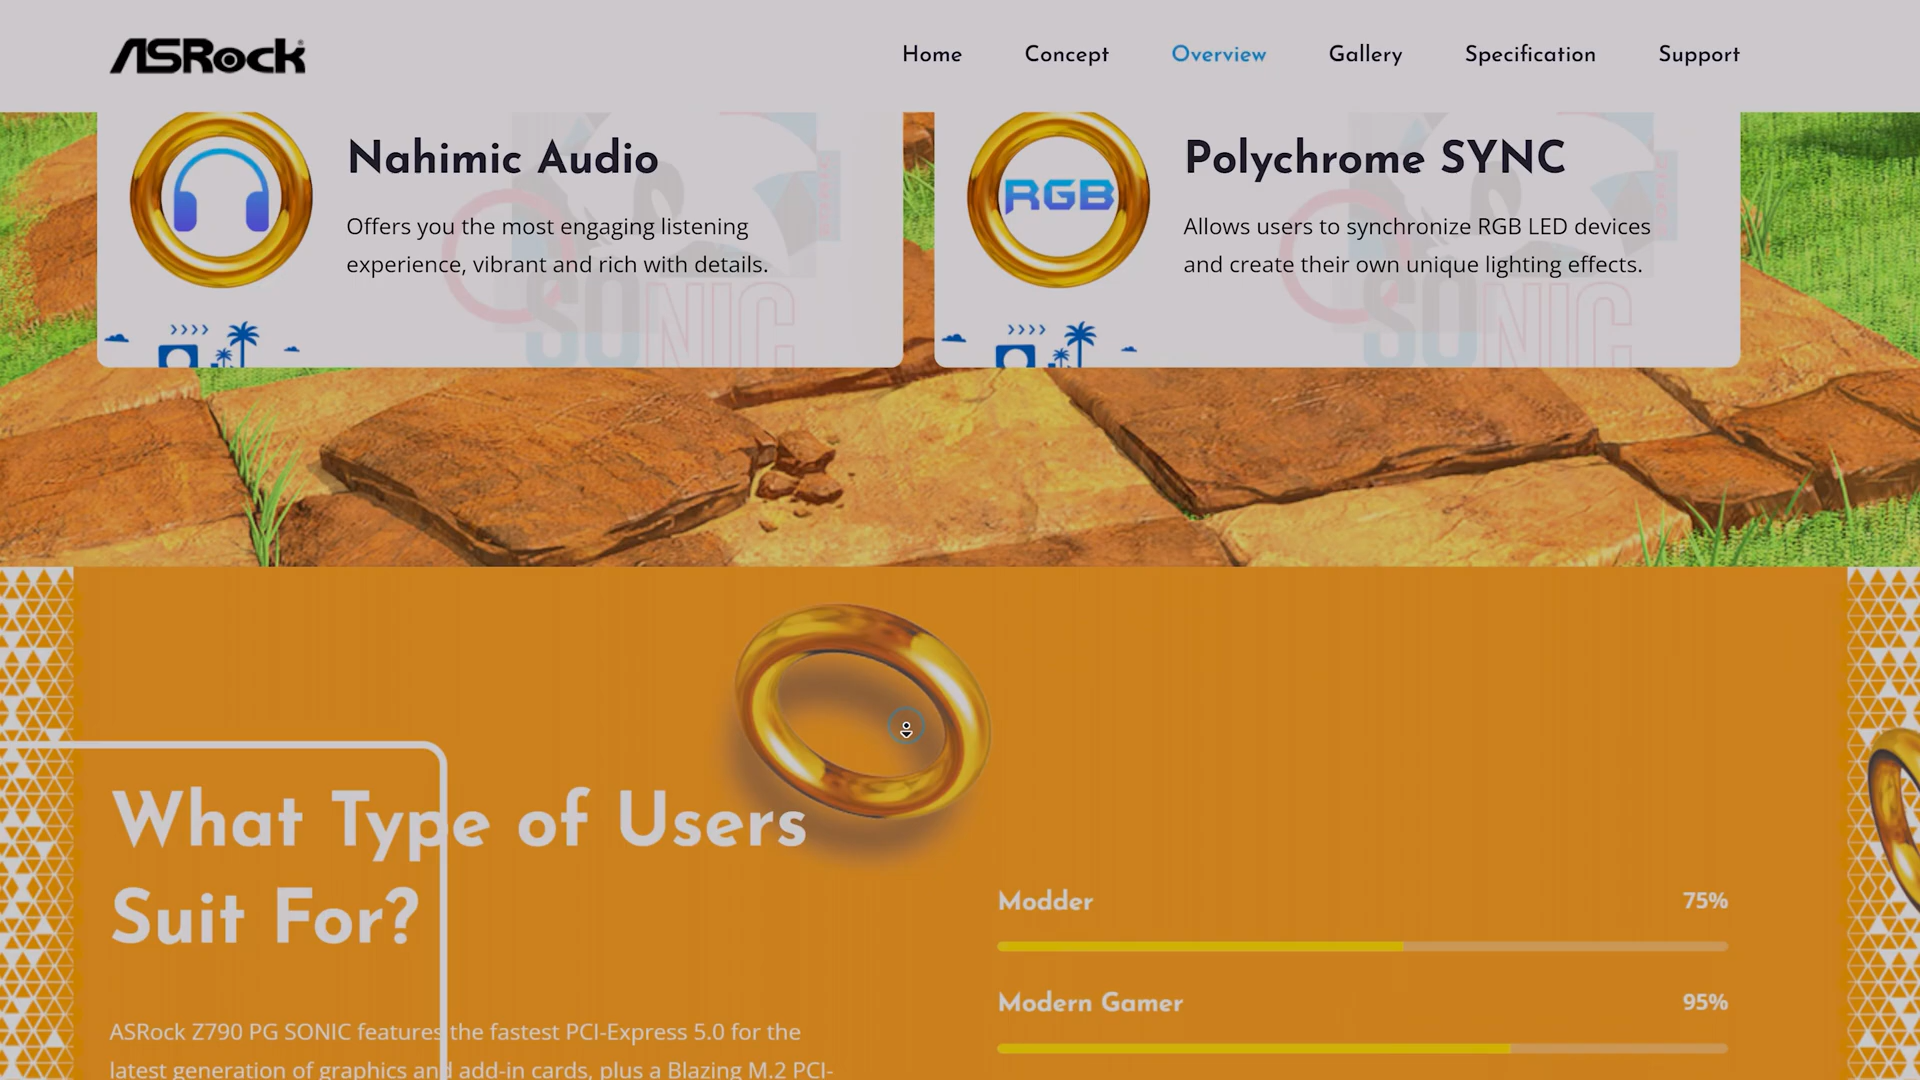 ASRock
Home Concept Overview Gallery Specification Support
Nahimic Audio
Offers you the most engaging listening
experience, vibrant and rich with details.
SONIC
Polychrome SYNC
RGB
Allows users to synchronize RGB LED devices
and create their own unique lighting effects.
SONIC
What Type of Users
Suit For?
ASRock Z790 PG SONIC features the fastest PCI-Express 5.0 for the
latest generation of graphics and add-in cards, plus a Blazing M.2 PCI-
Modder 75%
Modern Gamer 95%